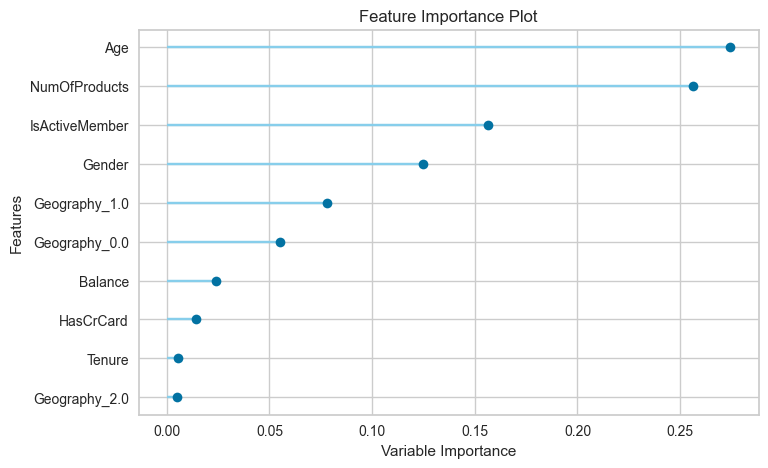 Feature Importance Plot
Age
NumOfProducts
IsActiveMember
Gender
Geography_1.0
Geography_0.0
Balance
HasCrCard
Tenure
Geography_2.0
Features
0.00 0.05 0.10 0.15 0.20 0.25
Variable Importance